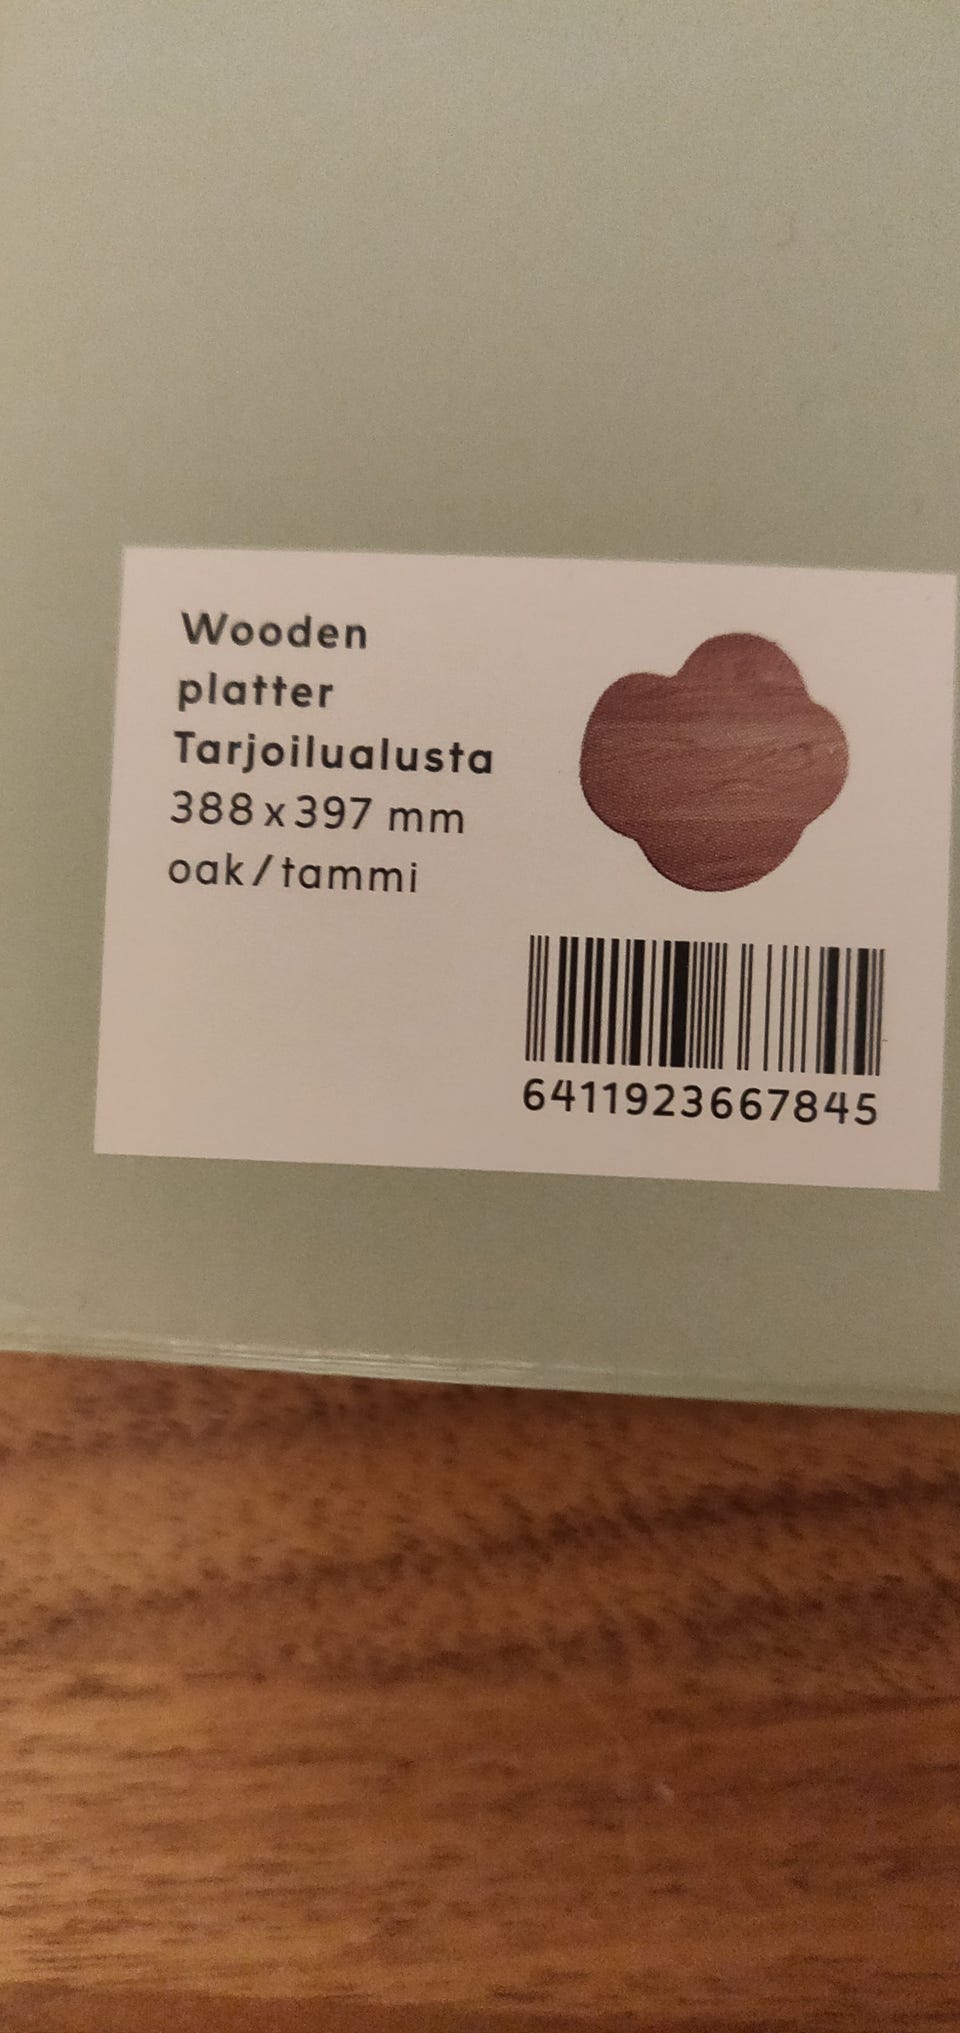 Wooden
platter
Tarjoilualusta
388 x 397 mm
oak / tammi
6411923667845